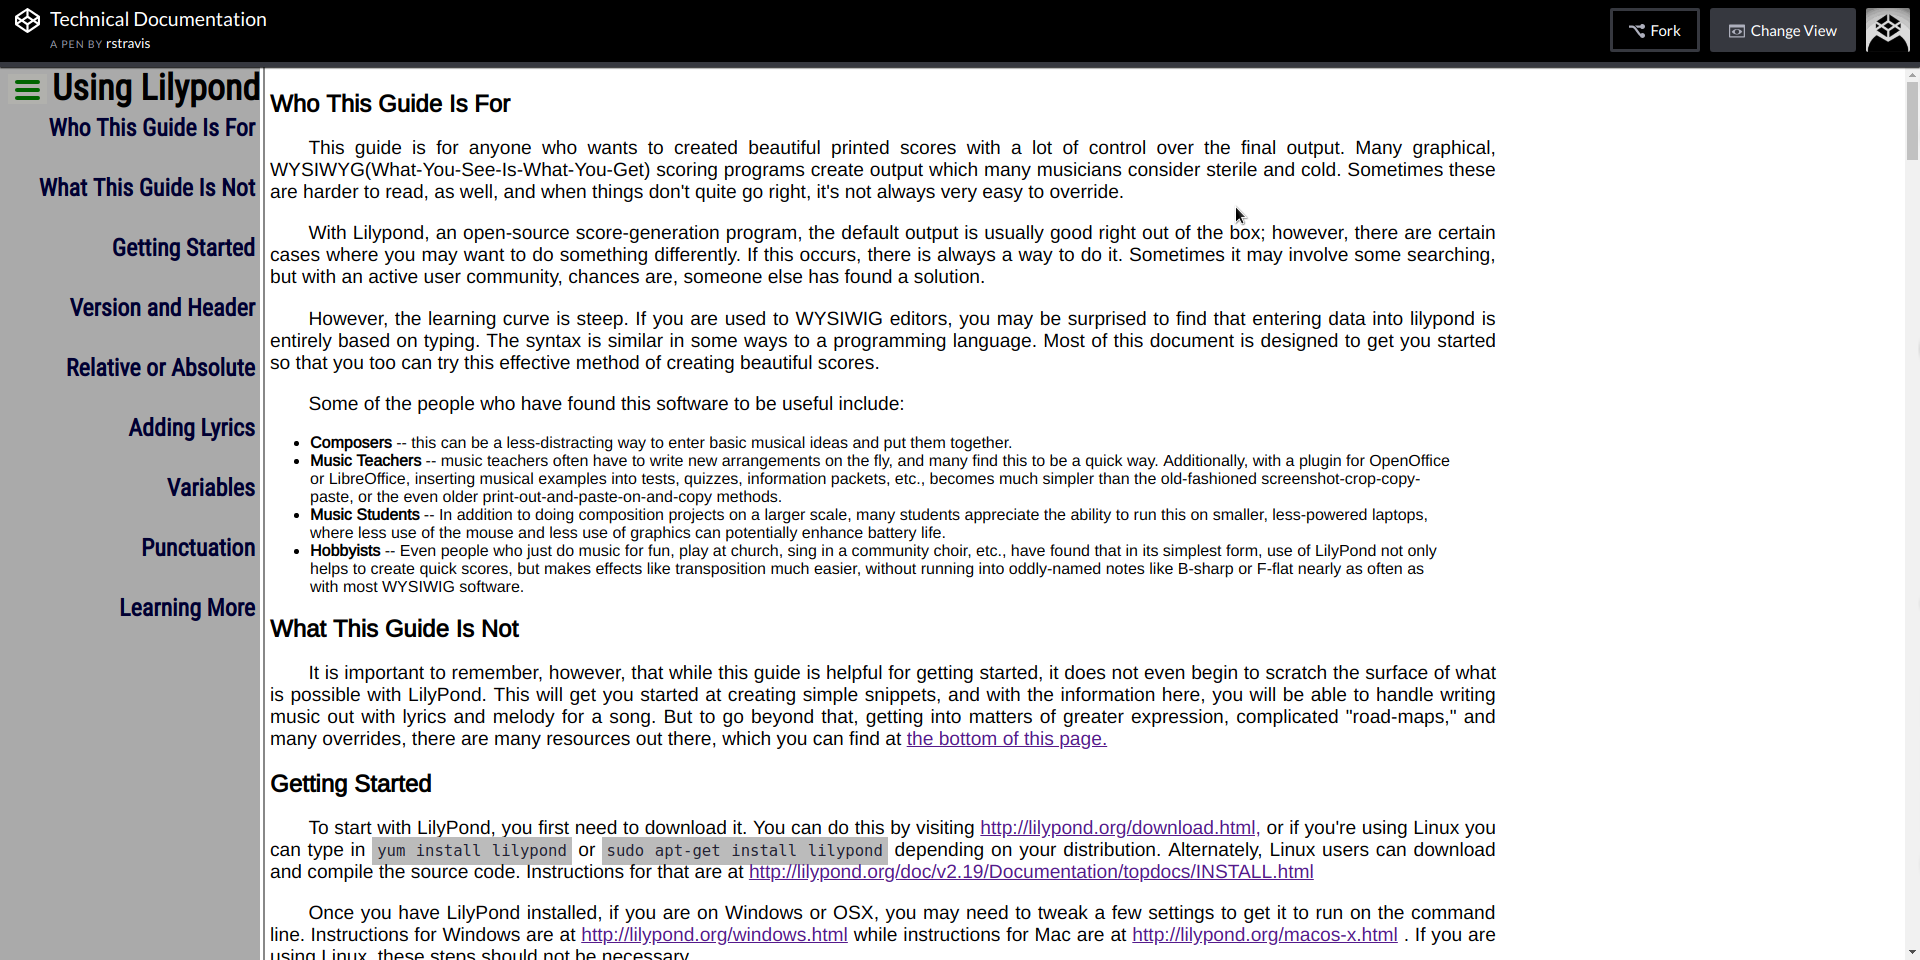 Technical Documentation
A PEN BY rstravis
Fork
Change View
Using Lilypond
Who This Guide Is For
What This Guide Is Not
Getting Started
Version and Header
Relative or Absolute
Adding Lyrics
Variables
Punctuation
Learning More
Who This Guide Is For
This guide is for anyone who wants to created beautiful printed scores with a lot of control over the final output. Many graphical,
WYSIWYG(What-You-See-Is-What-You-Get) scoring programs create output which many musicians consider sterile and cold. Sometimes these
are harder to read, as well, and when things don't quite go right, it's not always very easy to override.
With Lilypond, an open-source score-generation program, the default output is usually good right out of the box; however, there are certain
cases where you may want to do something differently. If this occurs, there is always a way to do it. Sometimes it may involve some searching,
but with an active user community, chances are, someone else has found a solution.
However, the learning curve is steep. If you are used to WYSIWIG editors, you may be surprised to find that entering data into lilypond is
entirely based on typing. The syntax is similar in some ways to a programming language. Most of this document is designed to get you started
so that you too can try this effective method of creating beautiful scores.
Some of the people who have found this software to be useful include:
• Composers -- this can be a less-distracting way to enter basic musical ideas and put them together.
• Music Teachers -- music teachers often have to write new arrangements on the fly, and many find this to be a quick way. Additionally, with a plugin for OpenOffice
or LibreOffice, inserting musical examples into tests, quizzes, information packets, etc., becomes much simpler than the old-fashioned screenshot-crop-copy-
paste, or the even older print-out-and-paste-on-and-copy methods.
• Music Students -- In addition to doing composition projects on a larger scale, many students appreciate the ability to run this on smaller, less-powered laptops,
where less use of the mouse and less use of graphics can potentially enhance battery life.
• Hobbyists -- Even people who just do music for fun, play at church, sing in a community choir, etc., have found that in its simplest form, use of LilyPond not only
helps to create quick scores, but makes effects like transposition much easier, without running into oddly-named notes like B-sharp or F-flat nearly as often as
with most WYSIWIG software.
What This Guide Is Not
It is important to remember, however, that while this guide is helpful for getting started, it does not even begin to scratch the surface of what
is possible with LilyPond. This will get you started at creating simple snippets, and with the information here, you will be able to handle writing
music out with lyrics and melody for a song. But to go beyond that, getting into matters of greater expression, complicated "road-maps," and
many overrides, there are many resources out there, which you can find at the bottom of this page.
Getting Started
To start with LilyPond, you first need to download it. You can do this by visiting http://lilypond.org/download.html, or if you're using Linux you
can type in yum install lilypond or sudo apt-get install lilypond depending on your distribution. Alternately, Linux users can download
and compile the source code. Instructions for that are at http://lilypond.org/doc/v2.19/Documentation/topdocs/INSTALL.html
Once you have LilyPond installed, if you are on Windows or OSX, you may need to tweak a few settings to get it to run on the command
line. Instructions for Windows are at http://lilypond.org/windows.html while instructions for Mac are at http://lilypond.org/macos-x.html . If you are
using Linux, these steps should not be necessary.